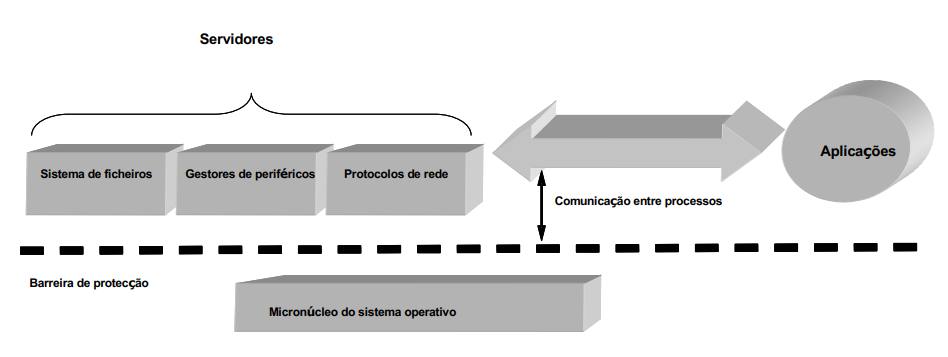 Servidores
Sistema de ficheiros
Gestores de periféricos
Protocolos de rede
Aplicações
Comunicação entre processos
Barreira de protecção
Micronúcleo do sistema operativo